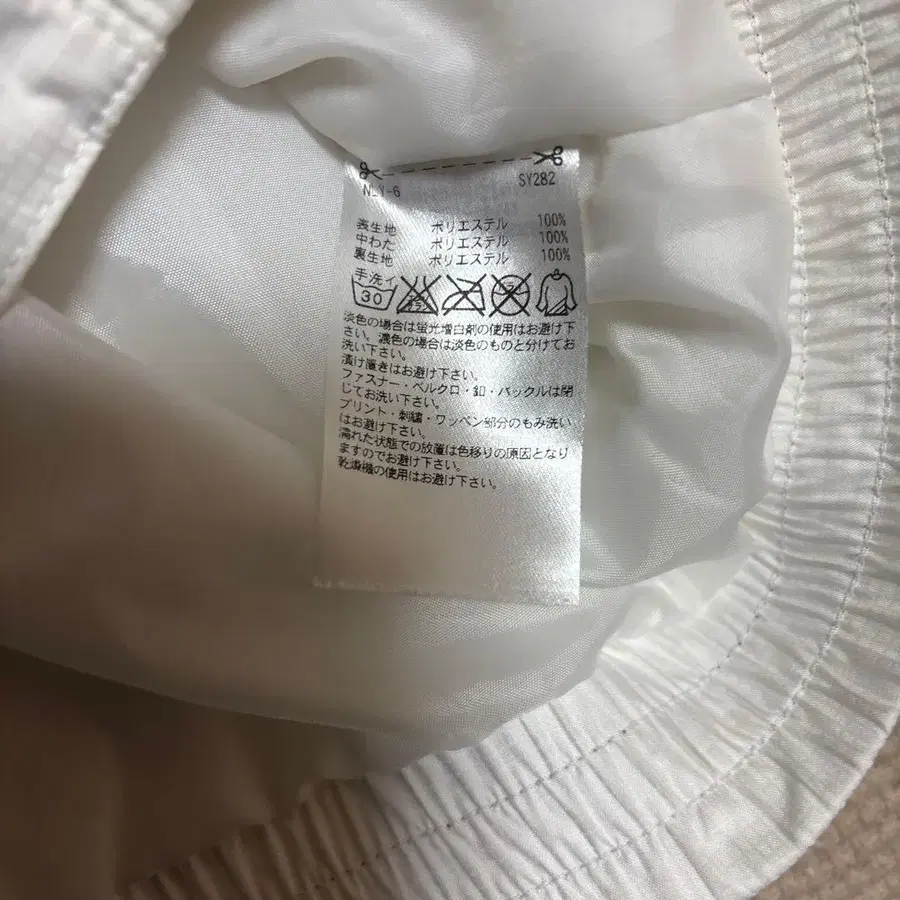 SY282
表生地 ポリエステル 100%
中わた ポリエステル 100%
裏生地 ポリエステル 100%
手洗イ
30
淡色の場合は蛍光増白剤の使用はお避け下
さい。濃色の場合は淡色のものと分けてお
洗い下さい。
漬け置きはお避け下さい。
ファスナー・ベルクロ・釦・バックルは閉
じてお洗い下さい。
プリント・刺繍・ワッペン部分のもみ洗い
はお避け下さい。
濡れた状態での放置は色移りの原因となり
ますのでお避け下さい。
乾燥機の使用はお避け下さい。